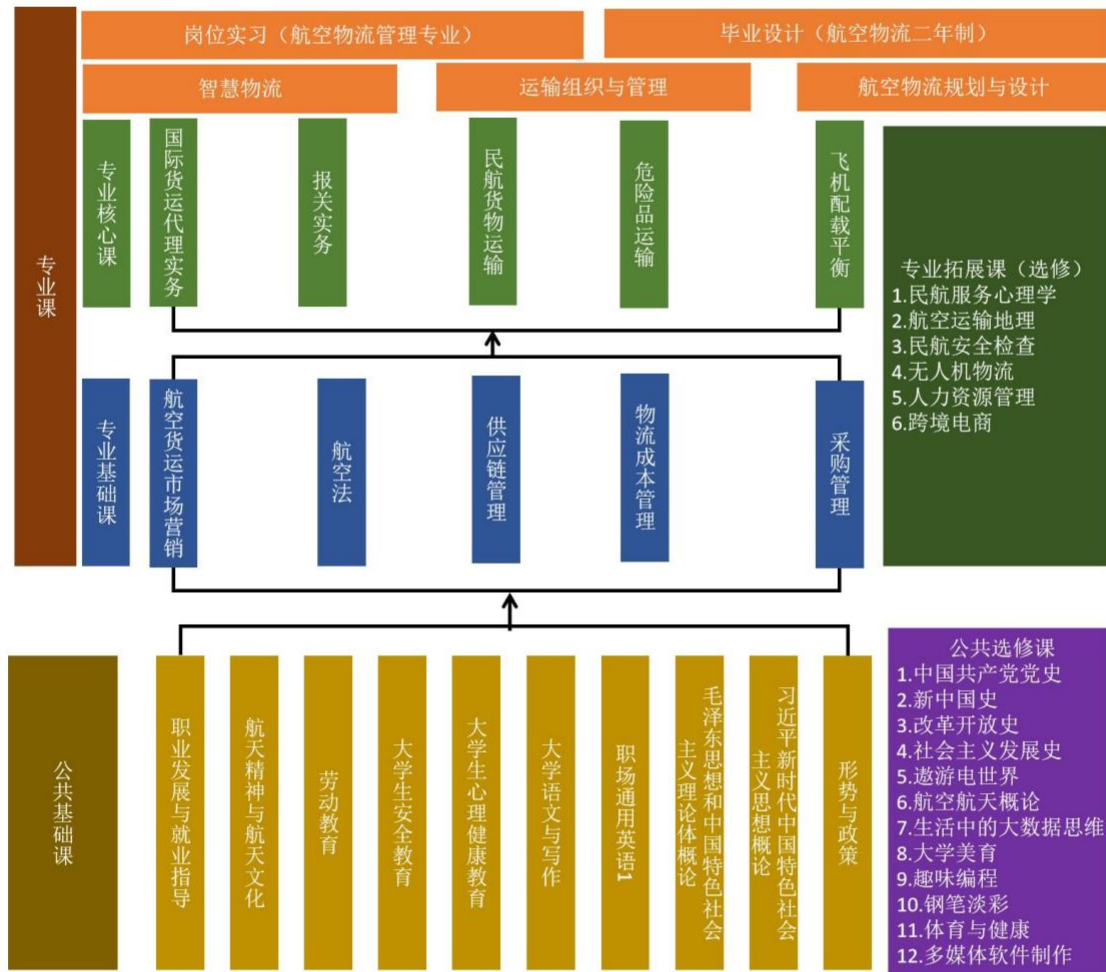 岗位实习（航空物流管理专业）
毕业设计（航空物流二年制）
智慧物流
运输组织与管理
航空物流规划与设计
专业课
专业核心课
国际货运代理实务
报关实务
民航货物运输
危险品运输
飞机配载平衡
专业基础课
航空货运市场营销
航空法
供应链管理
物流成本管理
采购管理
专业拓展课（选修）
1.民航服务心理学
2.航空运输地理
3.民航安全检查
4.无人机物流
5.人力资源管理
6.跨境电商
公共基础课
职业发展与就业指导
航天精神与航天文化
劳动教育
大学生安全教育
大学生心理健康教育
大学语文与写作
职场通用英语1
毛泽东思想和中国特色社会
主义理论体概论
习近平新时代中国特色社会
主义思想概论
形势与政策
公共选修课
1.中国共产党党史
2.新中国史
3.改革开放史
4.社会主义发展史
5.遨游电世界
6.航空航天概论
7.生活中的大数据思维
8.大学美育
9.趣味编程
10.钢笔淡彩
11.体育与健康
12.多媒体软件制作